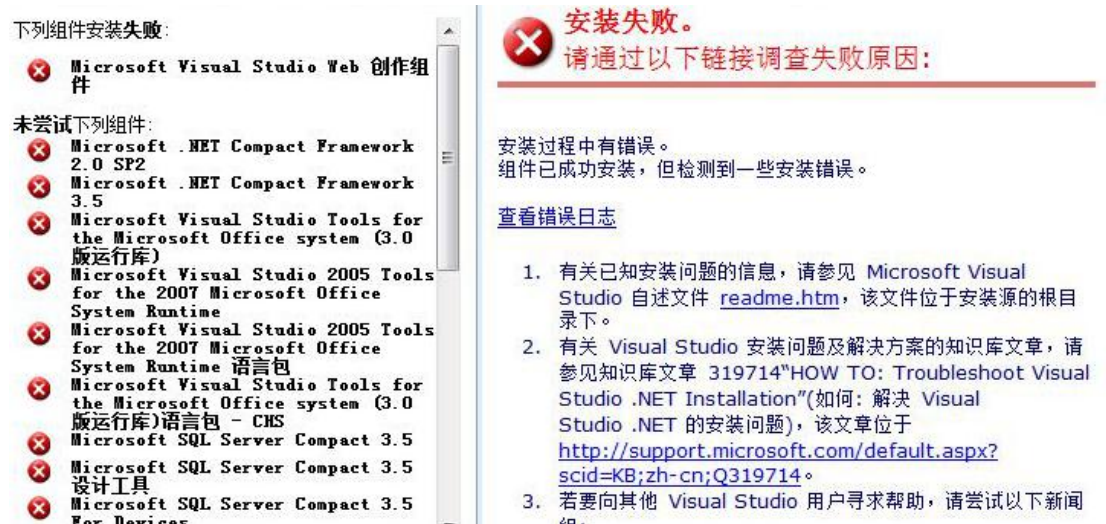 下列组件安装失败:
Microsoft Visual Studio Web 创作组
件
未尝试下列组件:
Microsoft .NET Compact Framework
2.0 SP2
Microsoft .NET Compact Framework
3.5
Microsoft Visual Studio Tools for
the Microsoft Office system (3.0
版运行库)
Microsoft Visual Studio 2005 Tools
for the 2007 Microsoft Office
System Runtime
Microsoft Visual Studio 2005 Tools
for the 2007 Microsoft Office
System Runtime 语言包
Microsoft Visual Studio Tools for
the Microsoft Office system (3.0
版运行库)语言包 - CHS
Microsoft SQL Server Compact 3.5
Microsoft SQL Server Compact 3.5
设计工具
Microsoft SQL Server Compact 3.5
For Devices
安装失败。
请通过以下链接调查失败原因:
安装过程中有错误。
组件已成功安装，但检测到一些安装错误。
查看错误日志
1. 有关已知安装问题的信息，请参见 Microsoft Visual
Studio 自述文件 readme.htm，该文件位于安装源的根目
录下。
2. 有关 Visual Studio 安装问题及解决方案的知识库文章，请
参见知识库文章 319714"HOW TO: Troubleshoot Visual
Studio .NET Installation"(如何: 解决 Visual
Studio .NET 的安装问题)，该文章位于
http://support.microsoft.com/default.aspx?
scid=KB;zh-cn;Q319714。
3. 若要向其他 Visual Studio 用户寻求帮助，请尝试以下新闻
组: